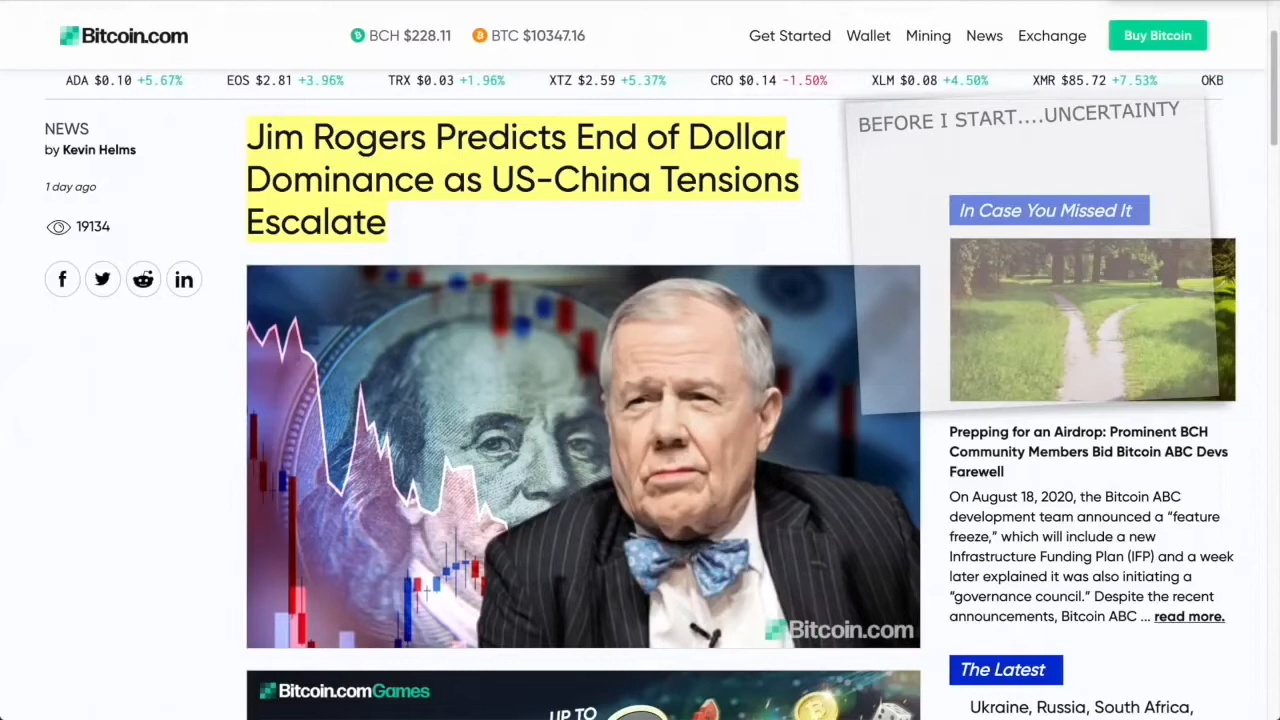 Bitcoin.com
BCH $228.11 BTC $10347.16
Get Started Wallet Mining News Exchange Buy Bitcoin
ADA $0.10 +5.67% EOS $2.81 +3.96% TRX $0.03 +1.96% XTZ $2.59 +5.37% CRO $0.14 -1.50% XLM $0.08 +4.50% XMR $85.72 +7.53% OKB
NEWS
by Kevin Helms
1 day ago
19134
Jim Rogers Predicts End of Dollar
Dominance as US-China Tensions
Escalate
Bitcoin.com
Bitcoin.comGames
UP TO
BEFORE I START....UNCERTAINTY
In Case You Missed It
Prepping for an Airdrop: Prominent BCH
Community Members Bid Bitcoin ABC Devs
Farewell
On August 18, 2020, the Bitcoin ABC
development team announced a “feature
freeze,” which will include a new
Infrastructure Funding Plan (IFP) and a week
later explained it was also initiating a
“governance council.” Despite the recent
announcements, Bitcoin ABC ... read more.
The Latest
Ukraine, Russia, South Africa,